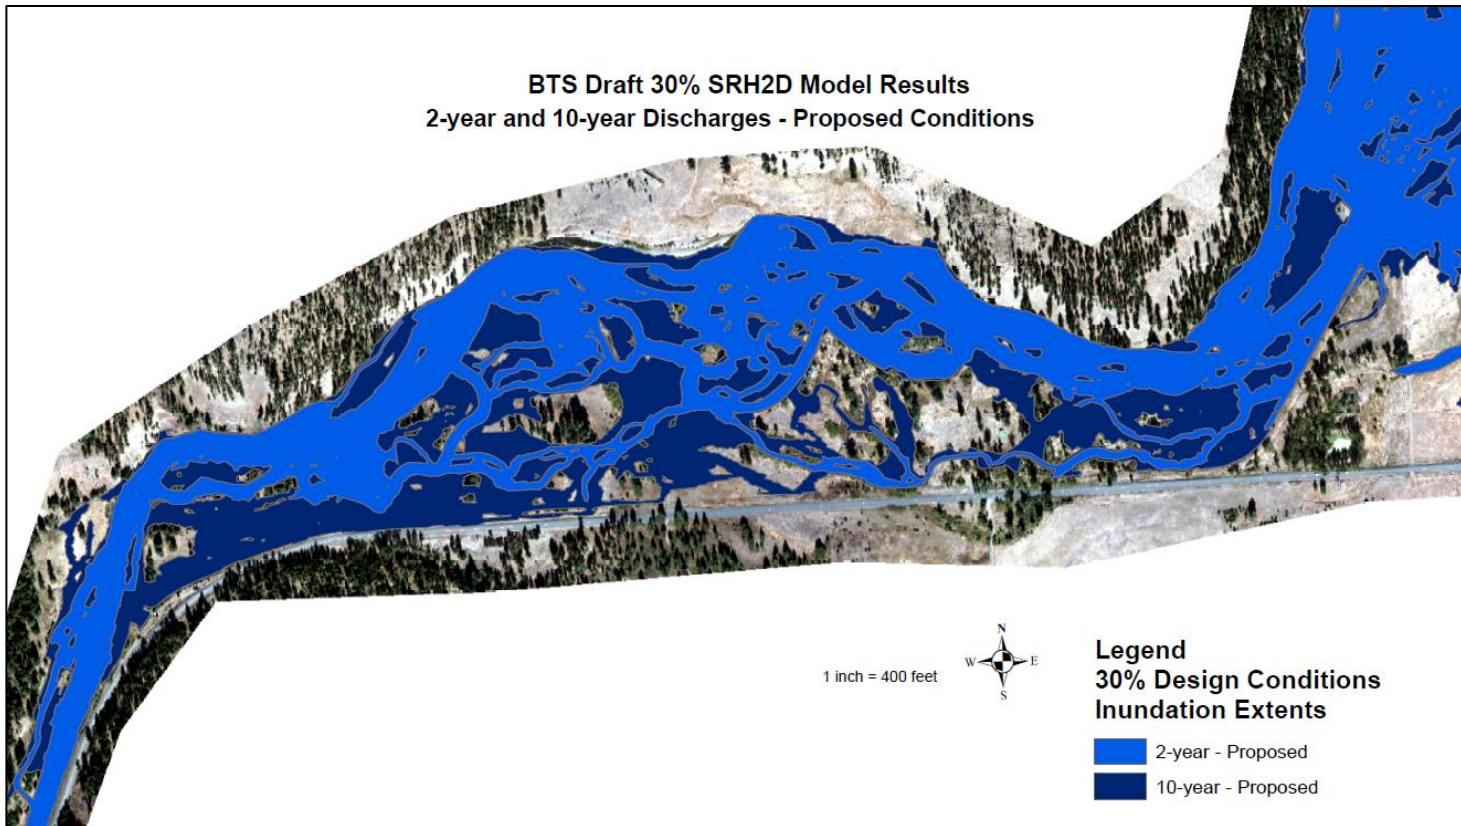 BTS Draft 30% SRH2D Model Results
2-year and 10-year Discharges - Proposed Conditions
N
W E
S
1 inch = 400 feet
Legend
30% Design Conditions
Inundation Extents
2-year - Proposed
10-year - Proposed